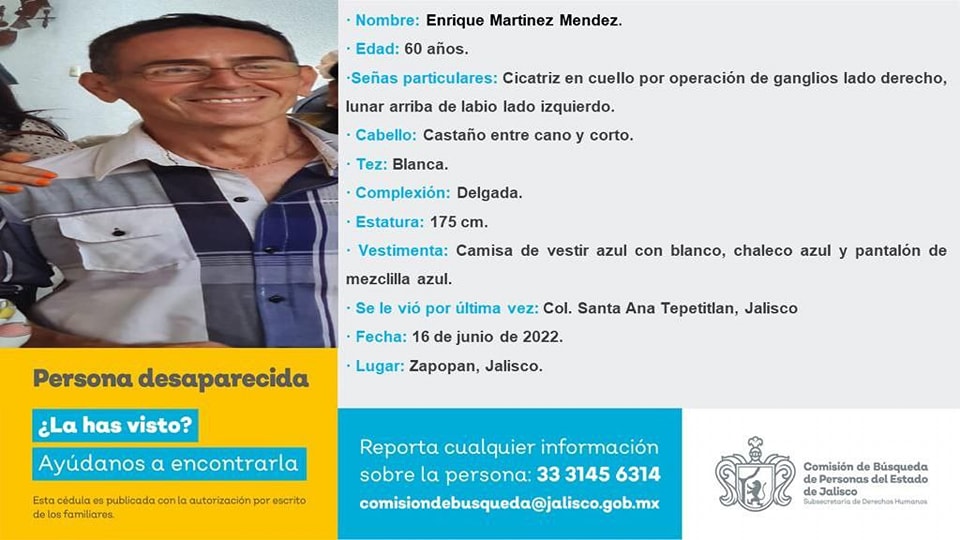 · Nombre: Enrique Martinez Mendez.
· Edad: 60 años.
·Señas particulares: Cicatriz en cuello por operación de ganglios lado derecho,
lunar arriba de labio lado izquierdo.
· Cabello: Castaño entre cano y corto.
· Tez: Blanca.
· Complexión: Delgada.
· Estatura: 175 cm.
· Vestimenta: Camisa de vestir azul con blanco, chaleco azul y pantalón de
mezclilla azul.
· Se le vió por última vez: Col. Santa Ana Tepetitlan, Jalisco
· Fecha: 16 de junio de 2022.
· Lugar: Zapopan, Jalisco.
Persona desaparecida
¿La has visto?
Ayúdanos a encontrarla
Esta cédula es publicada con la autorización por escrito
de los familiares.
Reporta cualquier información
sobre la persona: 33 3145 6314
comisiondebusqueda@jalisco.gob.mx
Comisión de Búsqueda
de Personas del Estado
de Jalisco
Subsecretaría de Derechos Humanos